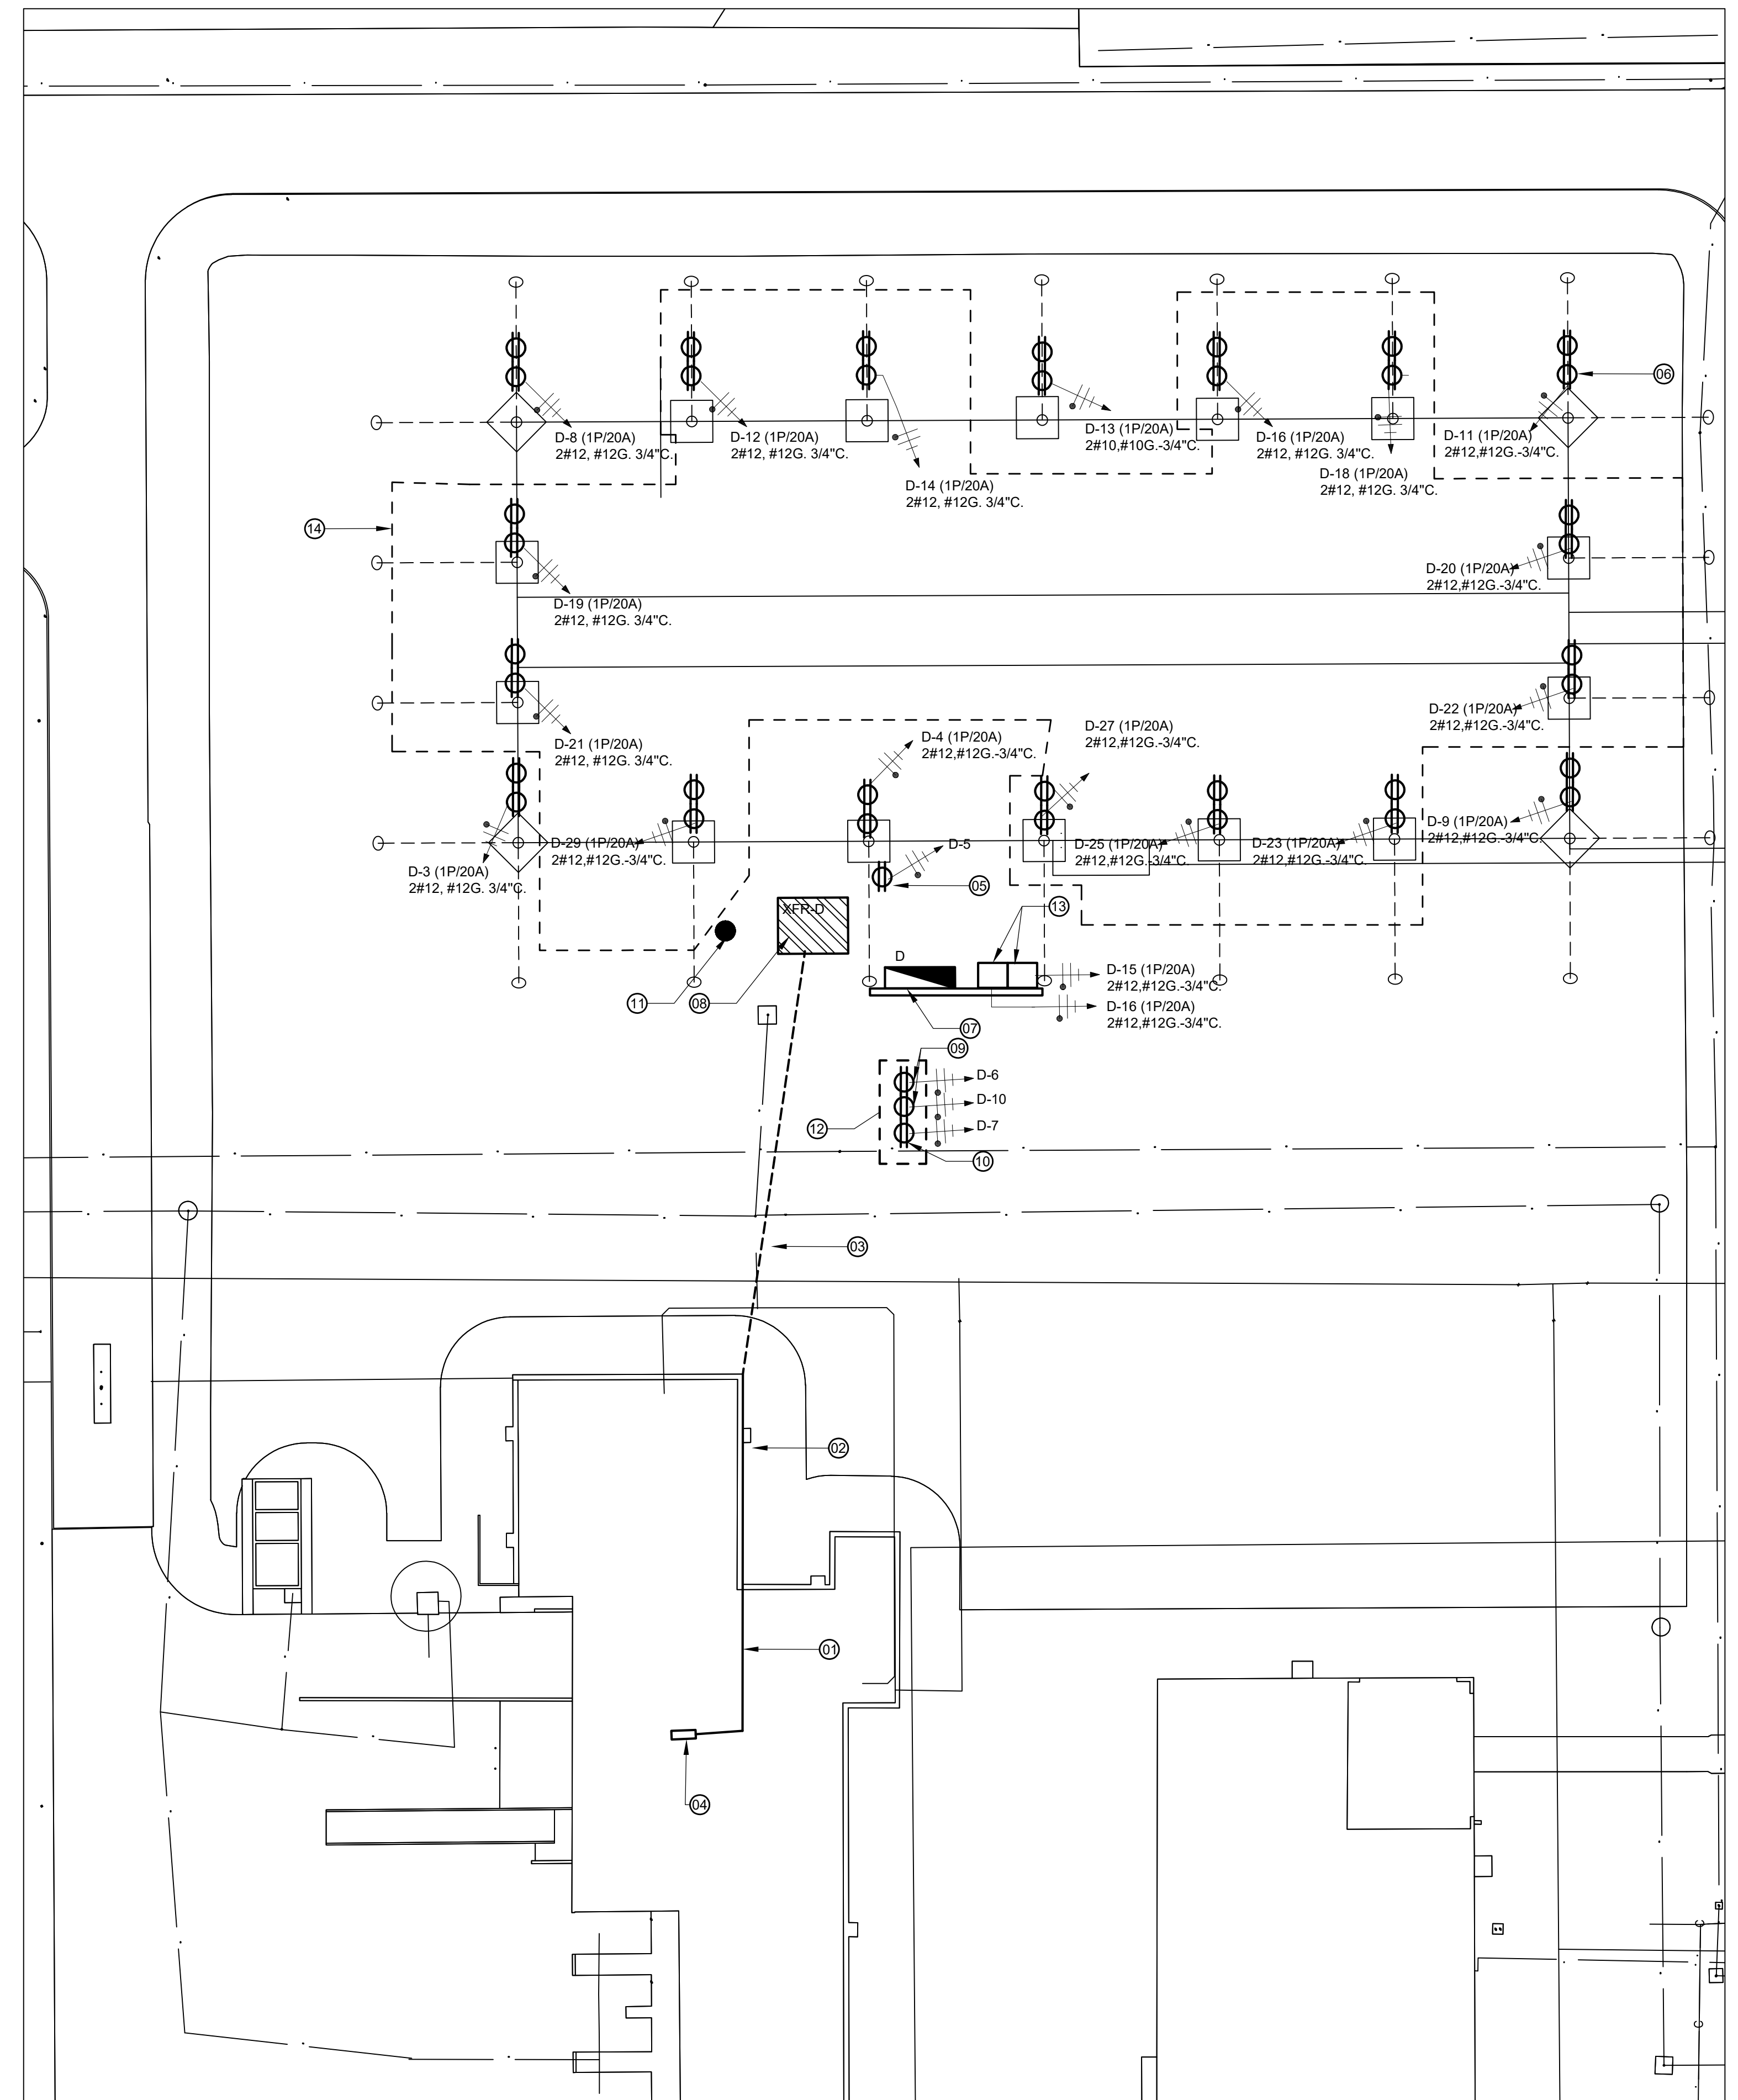 06
D-8 (1P/20A)
2#12, #12G. 3/4"C.
D-12 (1P/20A)
2#12, #12G. 3/4"C.
D-14 (1P/20A)
2#12, #12G. 3/4"C.
D-13 (1P/20A)
2#10,#10G.-3/4"C.
D-16 (1P/20A)
2#12, #12G. 3/4"C.
D-18 (1P/20A)
2#12, #12G. 3/4"C.
D-11 (1P/20A)
2#12,#12G.-3/4"C.
14
D-19 (1P/20A)
2#12, #12G. 3/4"C.
D-20 (1P/20A)
2#12,#12G.-3/4"C.
D-21 (1P/20A)
2#12, #12G. 3/4"C.
D-22 (1P/20A)
2#12,#12G.-3/4"C.
D-4 (1P/20A)
2#12,#12G.-3/4"C.
D-27 (1P/20A)
2#12,#12G.-3/4"C.
D-3 (1P/20A)
2#12, #12G. 3/4"C.
D-29 (1P/20A)
2#12,#12G.-3/4"C.
D-5
05
D-25 (1P/20A)
2#12,#12G.-3/4"C.
D-23 (1P/20A)
2#12,#12G.-3/4"C.
D-9 (1P/20A)
2#12,#12G.-3/4"C.
XFR-D
13
D
D-15 (1P/20A)
2#12,#12G.-3/4"C.
D-16 (1P/20A)
2#12,#12G.-3/4"C.
11
08
07
09
D-6
D-10
D-7
12
10
03
02
01
04
C
C